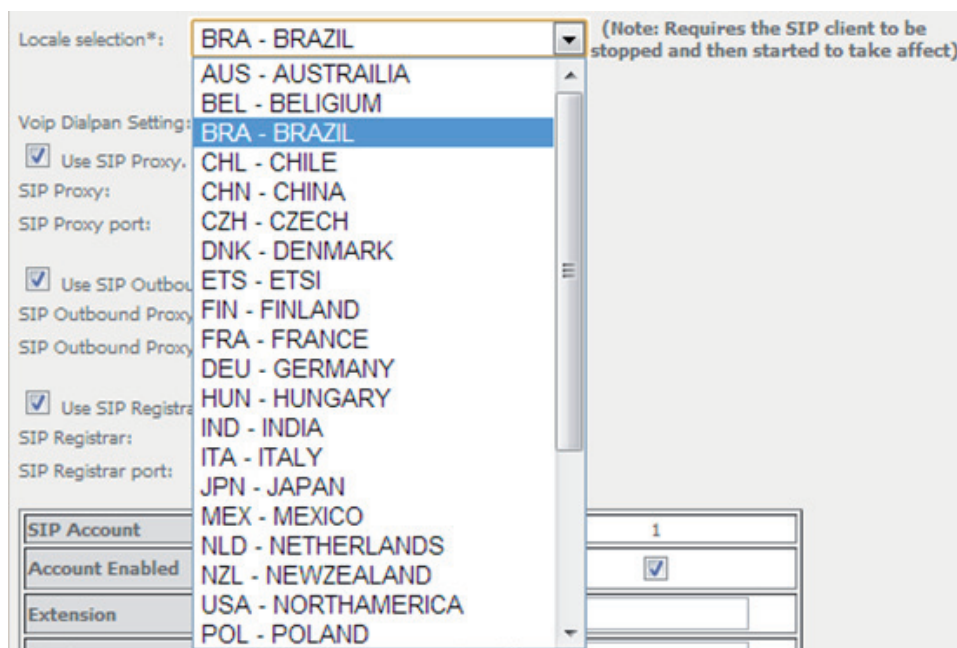 Locale selection*: BRA - BRAZIL (Note: Requires the SIP client to be
stopped and then started to take affect)
AUS - AUSTRAILIA
BEL - BELIGIUM
Voip Dialpan Setting:
BRA - BRAZIL
Use SIP Proxy.
CHL - CHILE
SIP Proxy:
CHN - CHINA
SIP Proxy port:
CZH - CZECH
DNK - DENMARK
Use SIP Outbou
ETS - ETSI
SIP Outbound Proxy
FIN - FINLAND
SIP Outbound Proxy
FRA - FRANCE
DEU - GERMANY
Use SIP Registra
HUN - HUNGARY
SIP Registrar:
IND - INDIA
SIP Registrar port:
ITA - ITALY
JPN - JAPAN
MEX - MEXICO
SIP Account 1
NLD - NETHERLANDS
Account Enabled
NZL - NEWZEALAND
USA - NORTHAMERICA
Extension
POL - POLAND